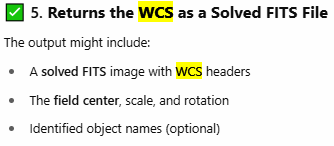 ✅ 5. Returns the WCS as a Solved FITS File
The output might include:
• A solved FITS image with WCS headers
• The field center, scale, and rotation
• Identified object names (optional)